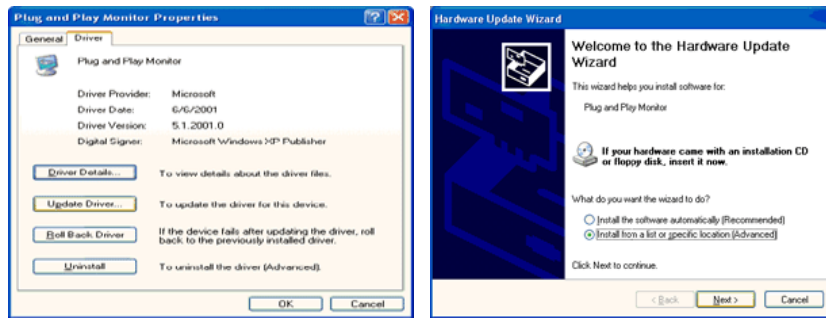 Plug and Play Monitor Properties
General
Driver
Plug and Play Monitor
Driver Provider: Microsoft
Driver Date: 6/6/2001
Driver Version: 5.1.2001.0
Digital Signer: Microsoft Windows XP Publisher
Driver Details... To view details about the driver files.
Update Driver... To update the driver for this device.
Roll Back Driver If the device fails after updating the driver, roll
back to the previously installed driver.
Uninstall To uninstall the driver (Advanced).
OK Cancel
Hardware Update Wizard
Welcome to the Hardware Update
Wizard
This wizard helps you install software for:
Plug and Play Monitor
If your hardware came with an installation CD
or floppy disk, insert it now.
What do you want the wizard to do?
Install the software automatically (Recommended)
Install from a list or specific location (Advanced)
Click Next to continue.
< Back Next > Cancel